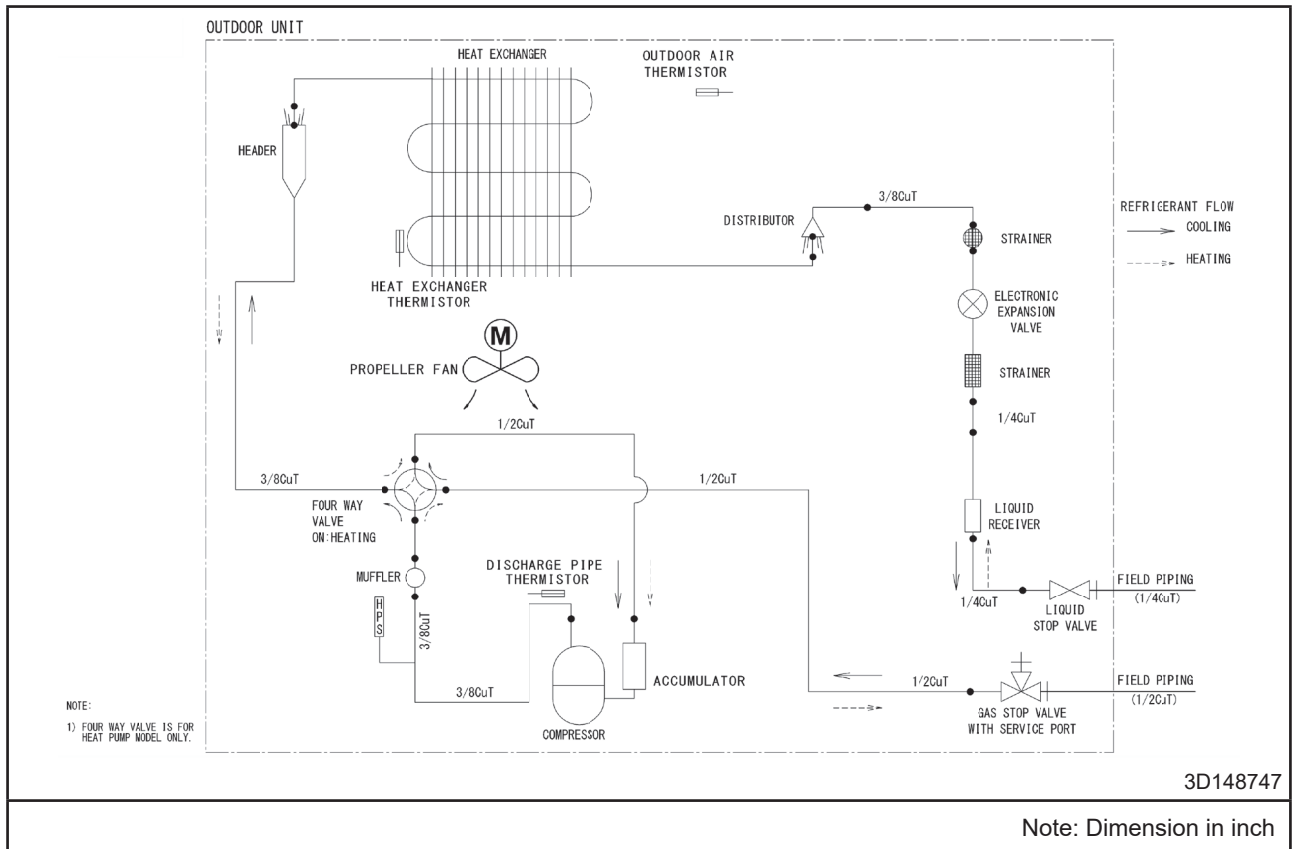 OUTDOOR UNIT
HEAT EXCHANGER
OUTDOOR AIR
THERMISTOR
HEADER
3/8CuT
DISTRIBUTOR
REFRIGERANT FLOW
COOLING
HEATING
STRAINER
HEAT EXCHANGER
THERMISTOR
ELECTRONIC
EXPANSION
VALVE
M
PROPELLER FAN
STRAINER
1/4CuT
1/2CuT
3/8CuT
1/2CuT
FOUR WAY
VALVE
ON:HEATING
LIQUID
RECEIVER
MUFFLER
DISCHARGE PIPE
THERMISTOR
HPS
3/8CuT
1/4CuT
LIQUID
STOP VALVE
FIELD PIPING
(1/4CuT)
3/8CuT
ACCUMULATOR
COMPRESSOR
1/2CuT
GAS STOP VALVE
WITH SERVICE PORT
FIELD PIPING
(1/2CuT)
NOTE:
1) FOUR WAY VALVE IS FOR
HEAT PUMP MODEL ONLY.
3D148747
Note: Dimension in inch